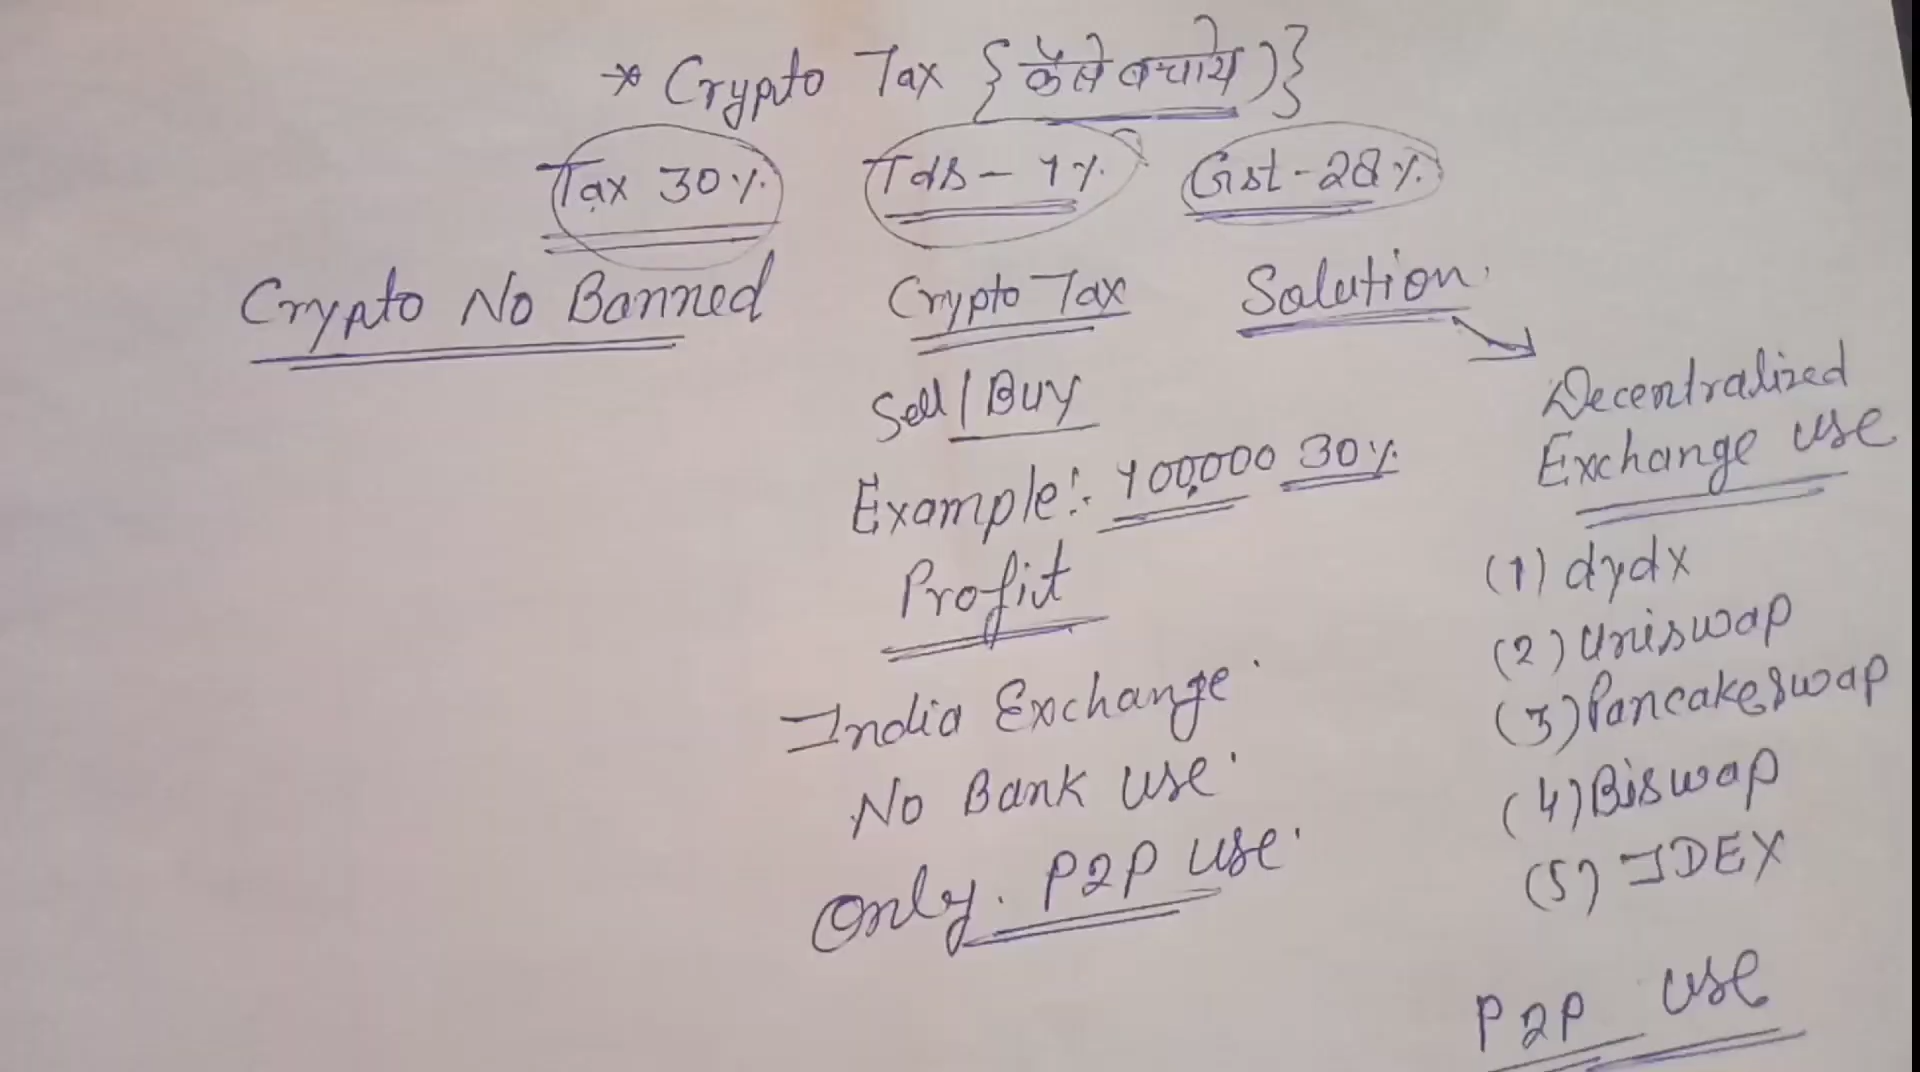 * Crypto Tax {कैसे बचाये)}
Tax 30% Tds - 1% Gst - 28%
Crypto No Banned
Crypto Tax
Sell / Buy
Example:- 100,000 30%
Profit
India Exchange
No Bank use
Only. P2P use
Solution
Decentralized
Exchange use
(1) dydx
(2) Uniswap
(3) Pancakeswap
(4) Biswap
(5) IDEX
P2P use